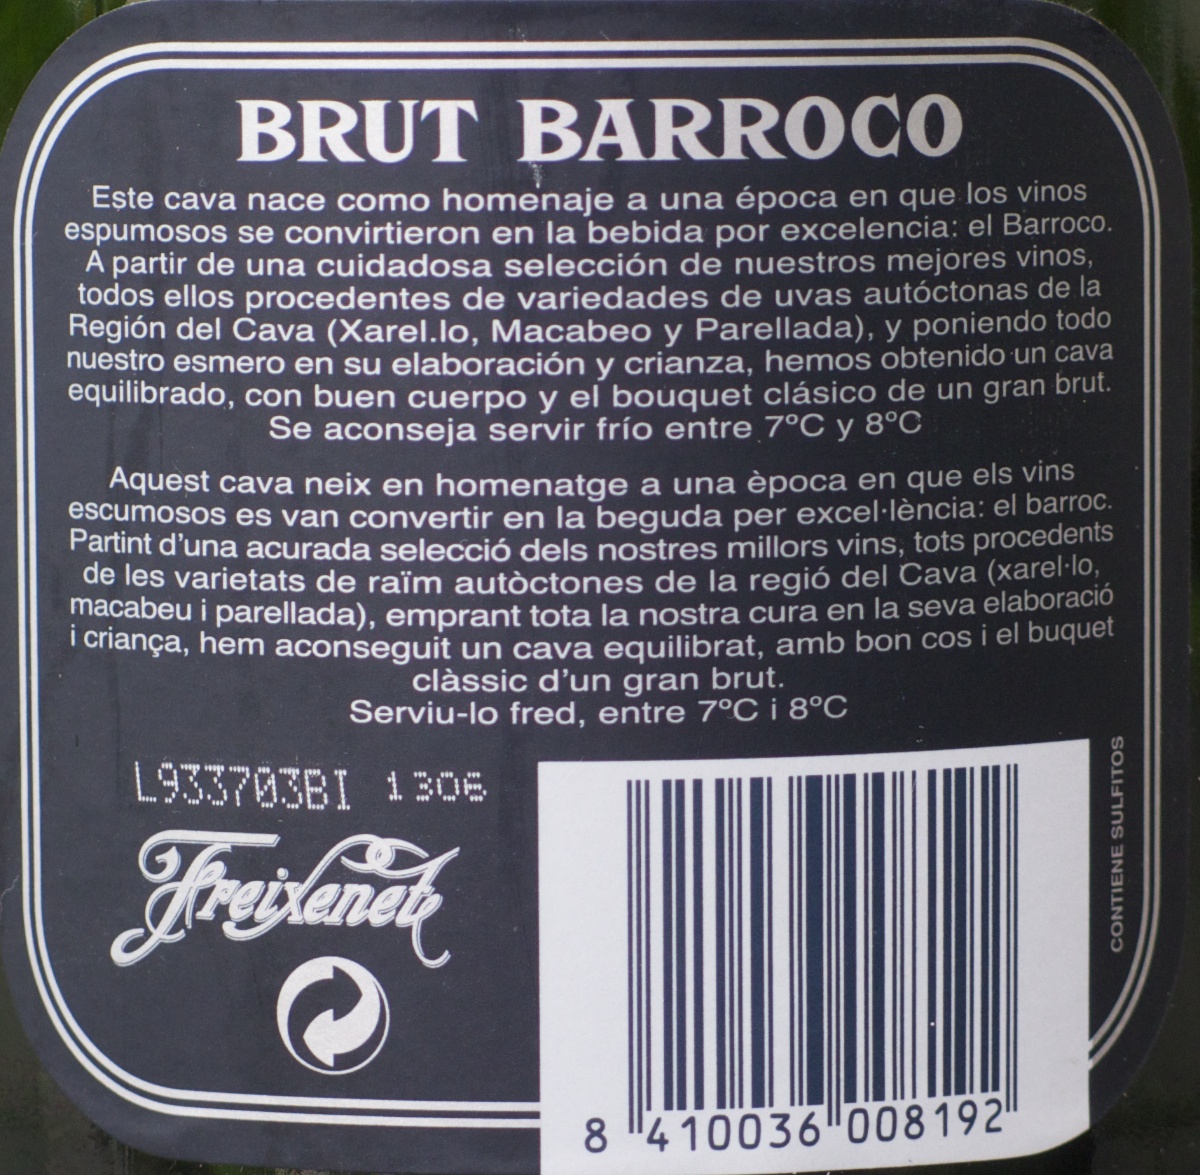 BRUT BARROCO
Este cava nace como homenaje a una época en que los vinos
espumosos se convirtieron en la bebida por excelencia: el Barroco.
A partir de una cuidadosa selección de nuestros mejores vinos,
todos ellos procedentes de variedades de uvas autóctonas de la
Región del Cava (Xarel.lo, Macabeo y Parellada), y poniendo todo
nuestro esmero en su elaboración y crianza, hemos obtenido un cava
equilibrado, con buen cuerpo y el bouquet clásico de un gran brut.
Se aconseja servir frío entre 7ºC y 8ºC
Aquest cava neix en homenatge a una època en que els vins
escumosos es van convertir en la beguda per excel·lència: el barroc.
Partint d'una acurada selecció dels nostres millors vins, tots procedents
de les varietats de raïm autòctones de la regió del Cava (xarel·lo,
macabeu i parellada), emprant tota la nostra cura en la seva elaboració
i criança, hem aconseguit un cava equilibrat, amb bon cos i el buquet
clàssic d'un gran brut.
Serviu-lo fred, entre 7ºC i 8ºC
L933703BI 1306
Freixenet
CONTIENE SULFITOS
8 410036 008192